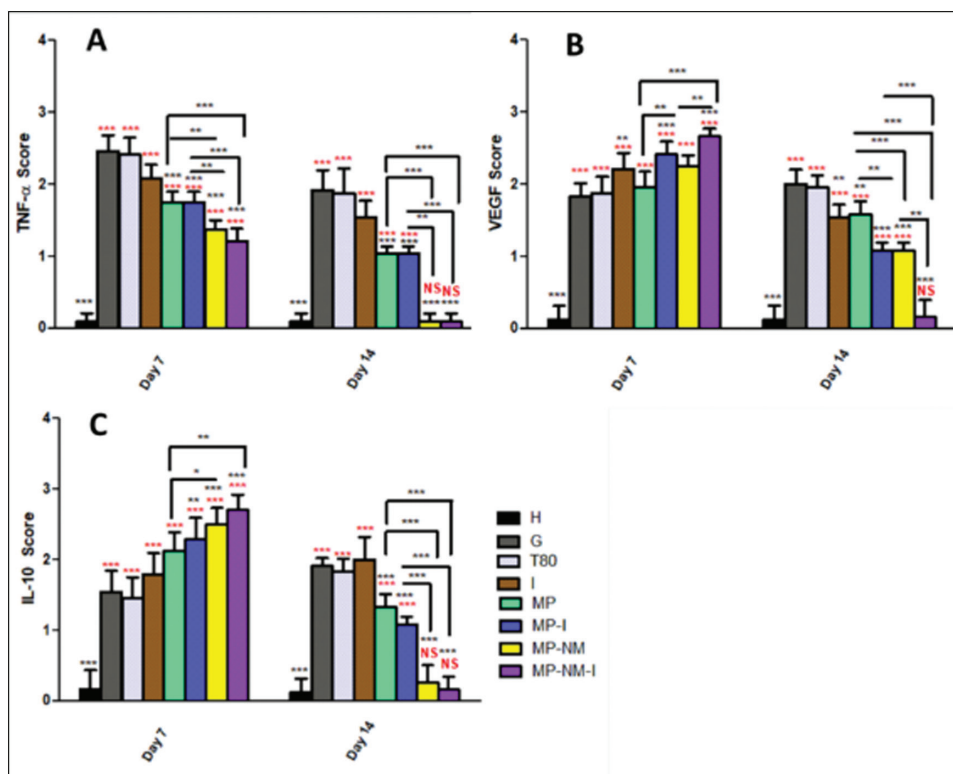 A
TNF-α Score
4
3
2
1
0
*** *** *** *** *** *** *** *** *** *** ** *** ** *** ***
Day 7
*** *** *** *** *** *** *** *** *** NS NS *** *** *** *** *** **
Day 14
B
VEGF Score
4
3
2
1
0
*** *** *** ** *** *** *** *** *** *** *** *** ** **
Day 7
*** *** *** ** *** ** *** *** *** *** *** *** NS *** *** *** ** **
Day 14
C
IL-10 Score
4
3
2
1
0
*** *** *** *** *** ** *** *** *** *** *** ** *
Day 7
*** *** *** *** *** *** *** *** *** NS *** NS *** *** *** ***
Day 14
H
G
T80
I
MP
MP-I
MP-NM
MP-NM-I